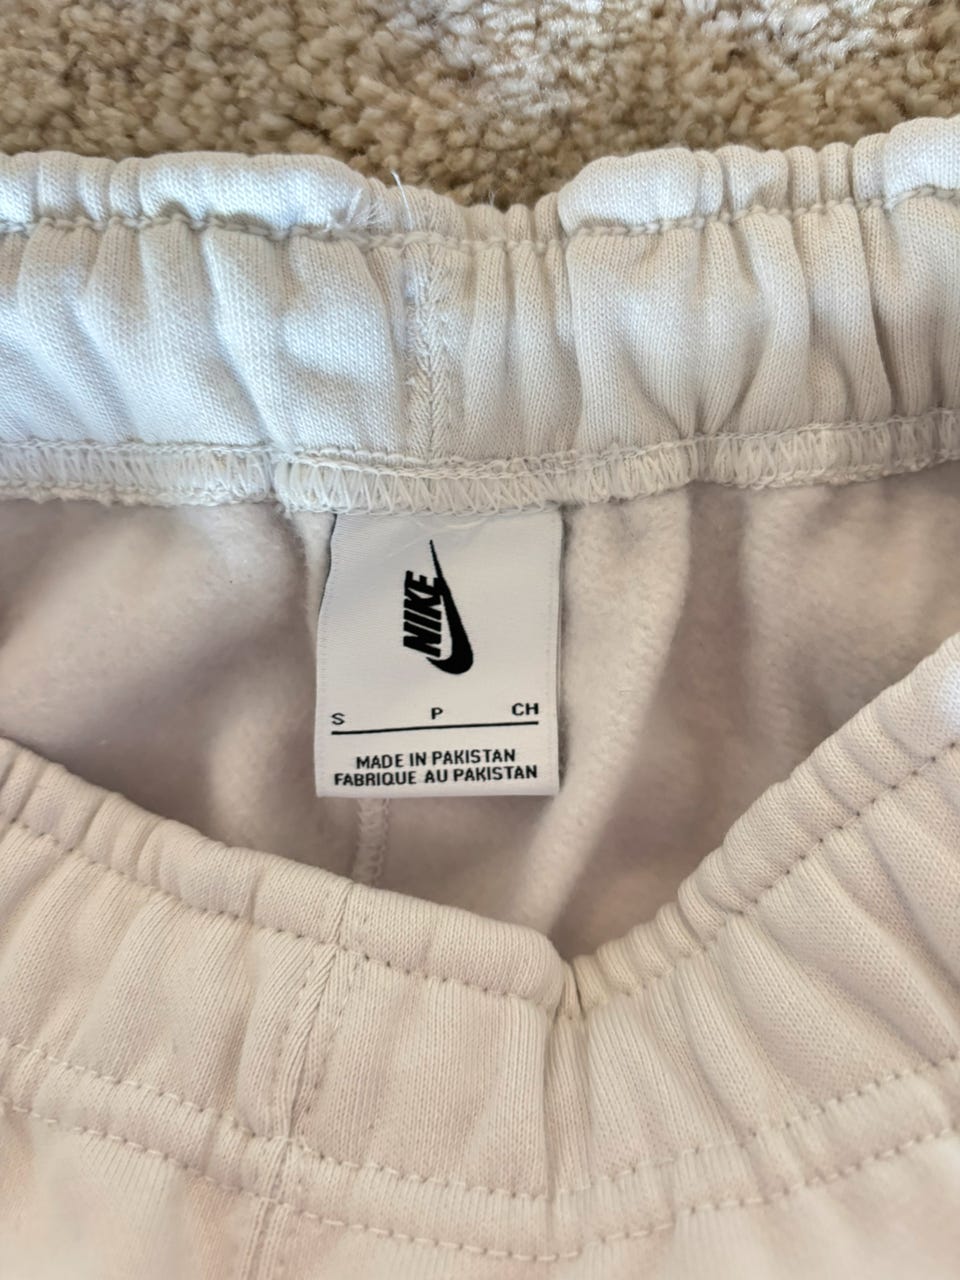 NIKE
S P CH
MADE IN PAKISTAN
FABRIQUE AU PAKISTAN